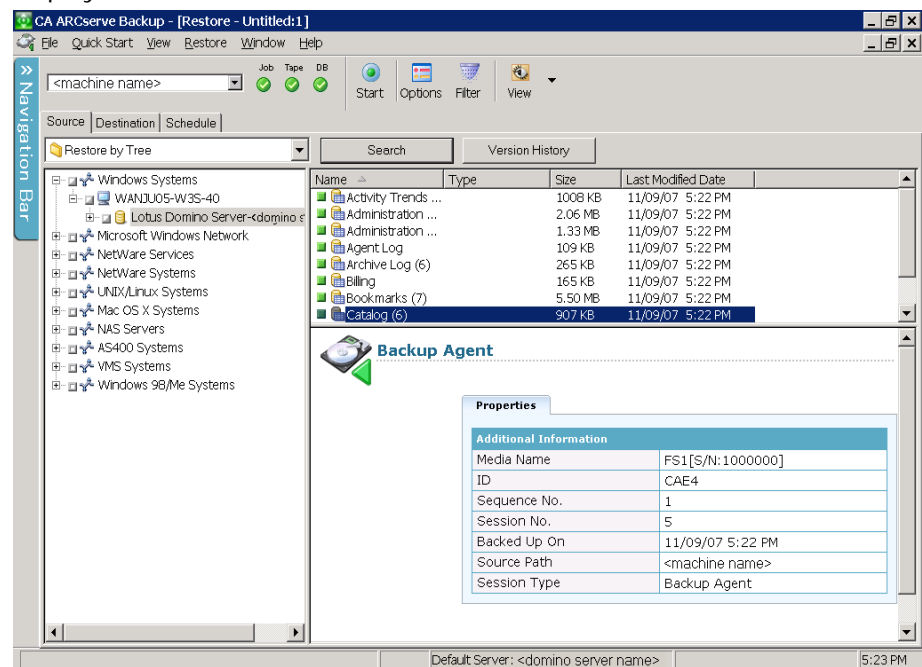 CA ARCserve Backup - [Restore - Untitled:1]
File Quick Start View Restore Window Help
<machine name>
Job Tape DB
Start Options Filter View
» Navigation Bar
Source Destination Schedule
Restore by Tree
Search Version History
Windows Systems
WANJU05-W3S-40
Lotus Domino Server-<domino s
Microsoft Windows Network
NetWare Services
NetWare Systems
UNIX/Linux Systems
Mac OS X Systems
NAS Servers
AS400 Systems
VMS Systems
Windows 98/Me Systems
Name Type Size Last Modified Date
Activity Trends ... 1008 KB 11/09/07 5:22 PM
Administration ... 2.06 MB 11/09/07 5:22 PM
Administration ... 1.33 MB 11/09/07 5:22 PM
Agent Log 109 KB 11/09/07 5:22 PM
Archive Log (6) 265 KB 11/09/07 5:22 PM
Billing 165 KB 11/09/07 5:22 PM
Bookmarks (7) 5.50 MB 11/09/07 5:22 PM
Catalog (6) 907 KB 11/09/07 5:22 PM
Backup Agent
Properties
Additional Information
Media Name FS1[S/N:1000000]
ID CAE4
Sequence No. 1
Session No. 5
Backed Up On 11/09/07 5:22 PM
Source Path <machine name>
Session Type Backup Agent
Default Server: <domino server name> 5:23 PM